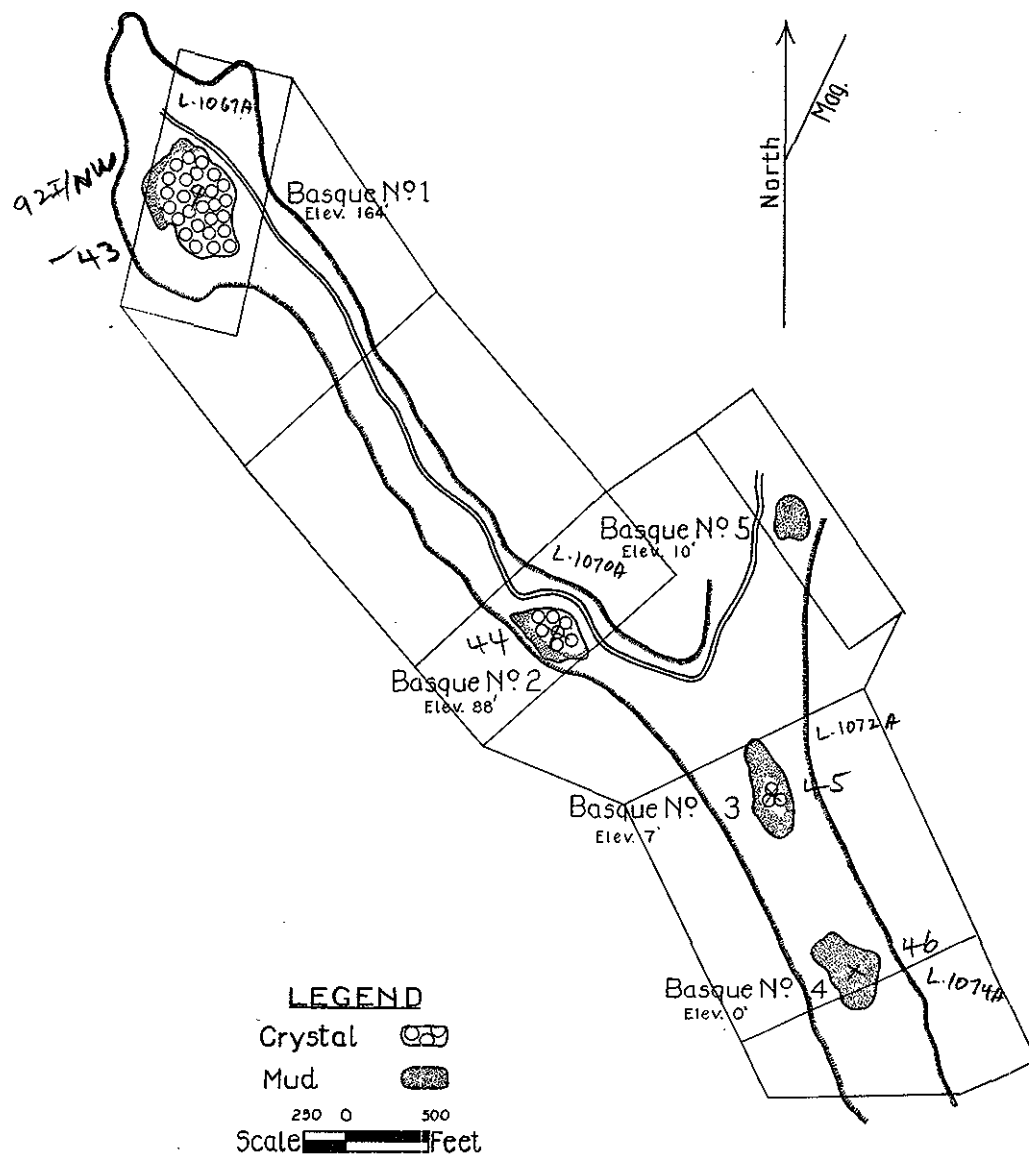 L-1067A
North
Mag.
92I/NW
-43
Basque Nº 1
Elev. 164'
Basque Nº 5
Elev. 10'
L-1070A
44
Basque Nº 2
Elev. 88'
L-1072A
45
Basque Nº 3
Elev. 7'
46
Basque Nº 4
Elev. 0'
L-1074A
LEGEND
Crystal
Mud
250 0 500
Scale Feet